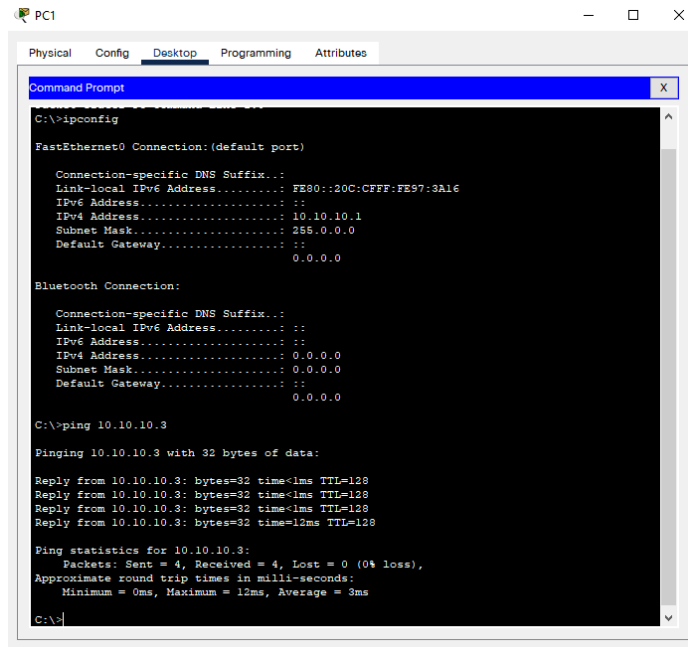 PC1
Physical Config Desktop Programming Attributes
Command Prompt
X
C:\>ipconfig
FastEthernet0 Connection:(default port)
Connection-specific DNS Suffix..:
Link-local IPv6 Address.........: FE80::20C:CFFF:FE97:3A16
IPv6 Address....................: ::
IPv4 Address....................: 10.10.10.1
Subnet Mask.....................: 255.0.0.0
Default Gateway.................: ::
0.0.0.0
Bluetooth Connection:
Connection-specific DNS Suffix..:
Link-local IPv6 Address.........: ::
IPv6 Address....................: ::
IPv4 Address....................: 0.0.0.0
Subnet Mask.....................: 0.0.0.0
Default Gateway.................: ::
0.0.0.0
C:\>ping 10.10.10.3
Pinging 10.10.10.3 with 32 bytes of data:
Reply from 10.10.10.3: bytes=32 time<1ms TTL=128
Reply from 10.10.10.3: bytes=32 time<1ms TTL=128
Reply from 10.10.10.3: bytes=32 time<1ms TTL=128
Reply from 10.10.10.3: bytes=32 time=12ms TTL=128
Ping statistics for 10.10.10.3:
Packets: Sent = 4, Received = 4, Lost = 0 (0% loss),
Approximate round trip times in milli-seconds:
Minimum = 0ms, Maximum = 12ms, Average = 3ms
C:\>